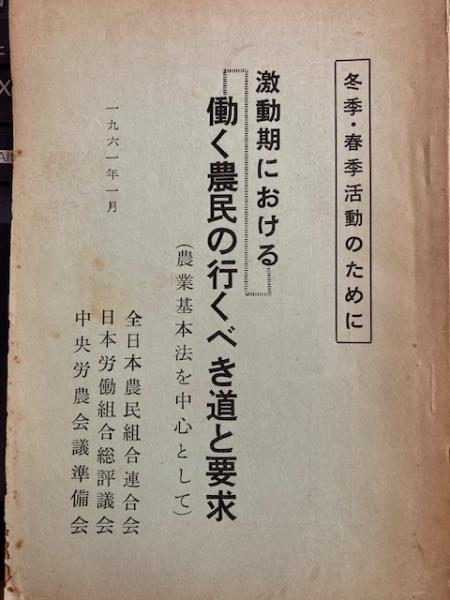 冬季・春季活動のために
激動期における
働く農民の行くべき道と要求
（農業基本法を中心として）
全日本農民組合連合会
日本労働組合総評議会
中央労農会議準備会
一九六一年一月
X
Alt